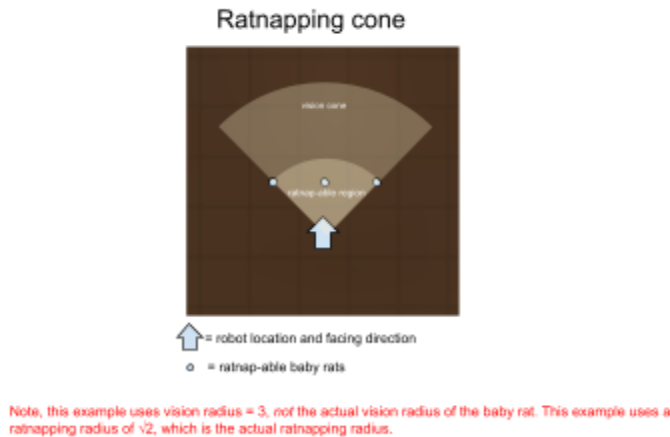 Ratnapping cone
vision cone
ratnap-able region
= robot location and facing direction
= ratnap-able baby rats
Note, this example uses vision radius = 3, not the actual vision radius of the baby rat. This example uses a
ratnapping radius of √2, which is the actual ratnapping radius.